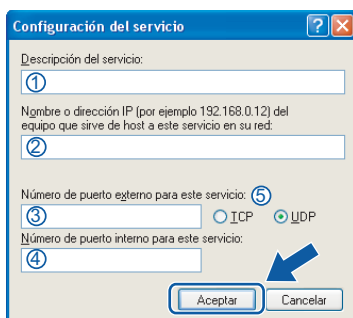 Configuración del servicio
Descripción del servicio:
①
Nombre o dirección IP (por ejemplo 192.168.0.12) del
equipo que sirve de host a este servicio en su red:
②
Número de puerto externo para este servicio: ⑤
③ TCP UDP
Número de puerto interno para este servicio:
④
Aceptar Cancelar